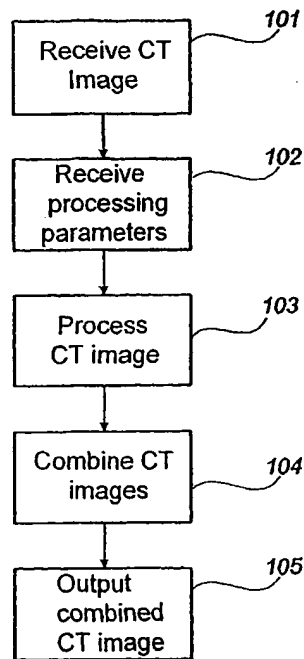 101
Receive CT
Image
102
Receive
processing
parameters
103
Process
CT image
Combine CT
images
104
105
Output
combined
CT image